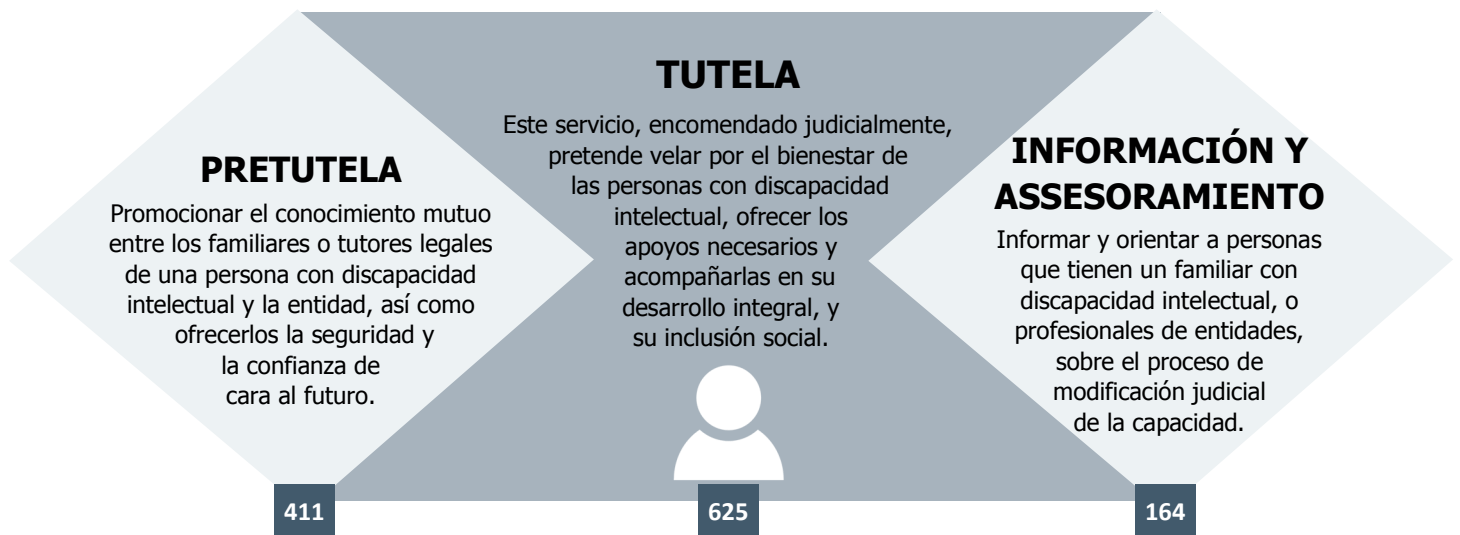 PRETUTELA
Promocionar el conocimiento mutuo
entre los familiares o tutores legales
de una persona con discapacidad
intelectual y la entidad, así como
ofrecerlos la seguridad y
la confianza de
cara al futuro.
411
TUTELA
Este servicio, encomendado judicialmente,
pretende velar por el bienestar de
las personas con discapacidad
intelectual, ofrecer los
apoyos necesarios y
acompañarlas en su
desarrollo integral, y
su inclusión social.
625
INFORMACIÓN Y
ASSESORAMIENTO
Informar y orientar a personas
que tienen un familiar con
discapacidad intelectual, o
profesionales de entidades,
sobre el proceso de
modificación judicial
de la capacidad.
164